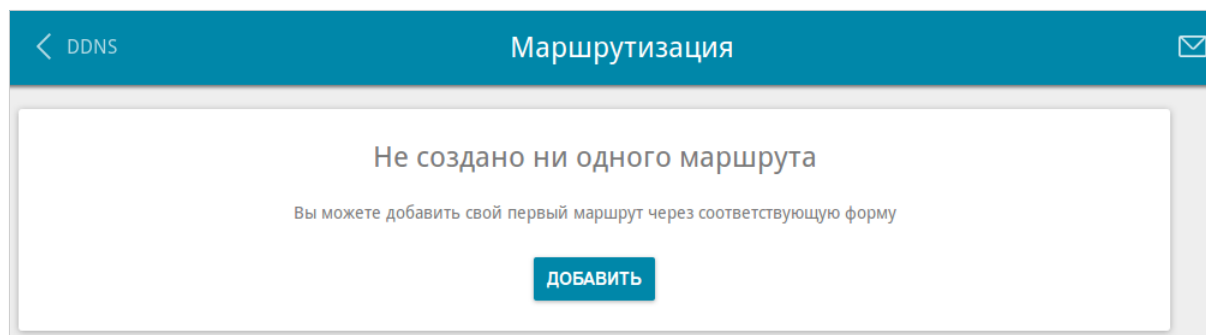 DDNS
Маршрутизация
Не создано ни одного маршрута
Вы можете добавить свой первый маршрут через соответствующую форму
ДОБАВИТЬ